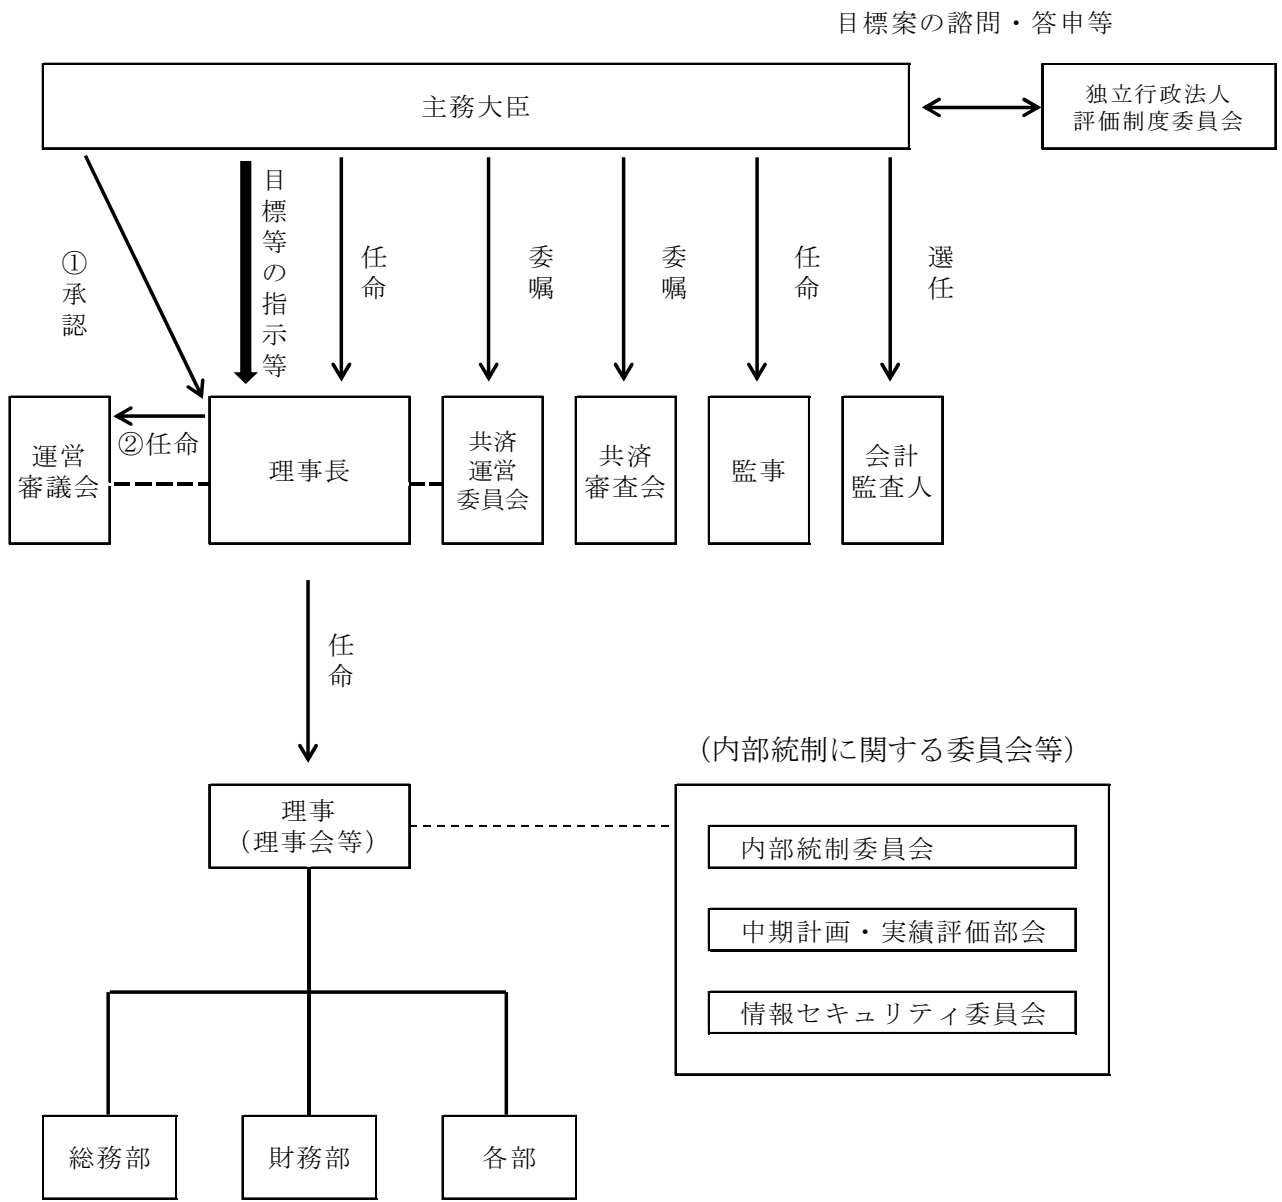 目標案の諮問・答申等
主務大臣
独立行政法人
評価制度委員会
①承認
目標等の指示等
任命
委嘱
委嘱
任命
選任
②任命
運営
審議会
理事長
共済
運営
委員会
共済
審査会
監事
会計
監査人
任命
(内部統制に関する委員会等)
理事
(理事会等)
内部統制委員会
中期計画・実績評価部会
情報セキュリティ委員会
総務部
財務部
各部